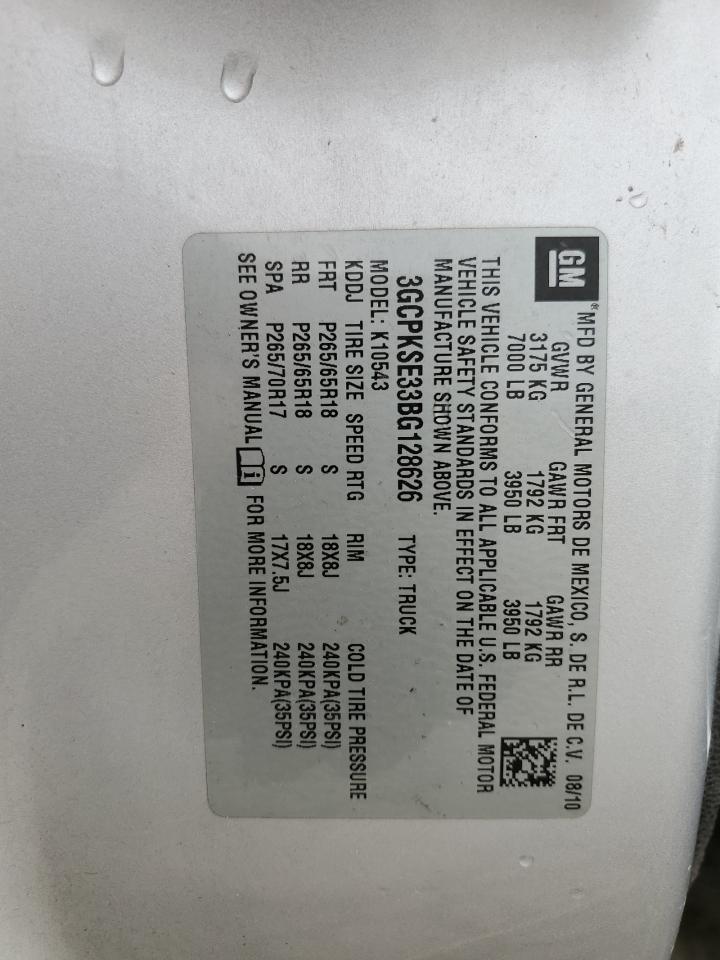 GM® MFD BY GENERAL MOTORS DE MEXICO, S. DE R.L. DE C.V. 08/10
GVWR GAWR FRT GAWR RR
3175 KG 1792 KG 1792 KG
7000 LB 3950 LB 3950 LB
THIS VEHICLE CONFORMS TO ALL APPLICABLE U.S. FEDERAL MOTOR
VEHICLE SAFETY STANDARDS IN EFFECT ON THE DATE OF
MANUFACTURE SHOWN ABOVE.
3GCPKSE33BG128626 TYPE: TRUCK
MODEL: K10543
KDDJ TIRE SIZE SPEED RTG RIM COLD TIRE PRESSURE
FRT P265/65R18 S 18X8J 240KPA(35PSI)
RR P265/65R18 S 18X8J 240KPA(35PSI)
SPA P265/70R17 S 17X7.5J 240KPA(35PSI)
SEE OWNER'S MANUAL i FOR MORE INFORMATION.